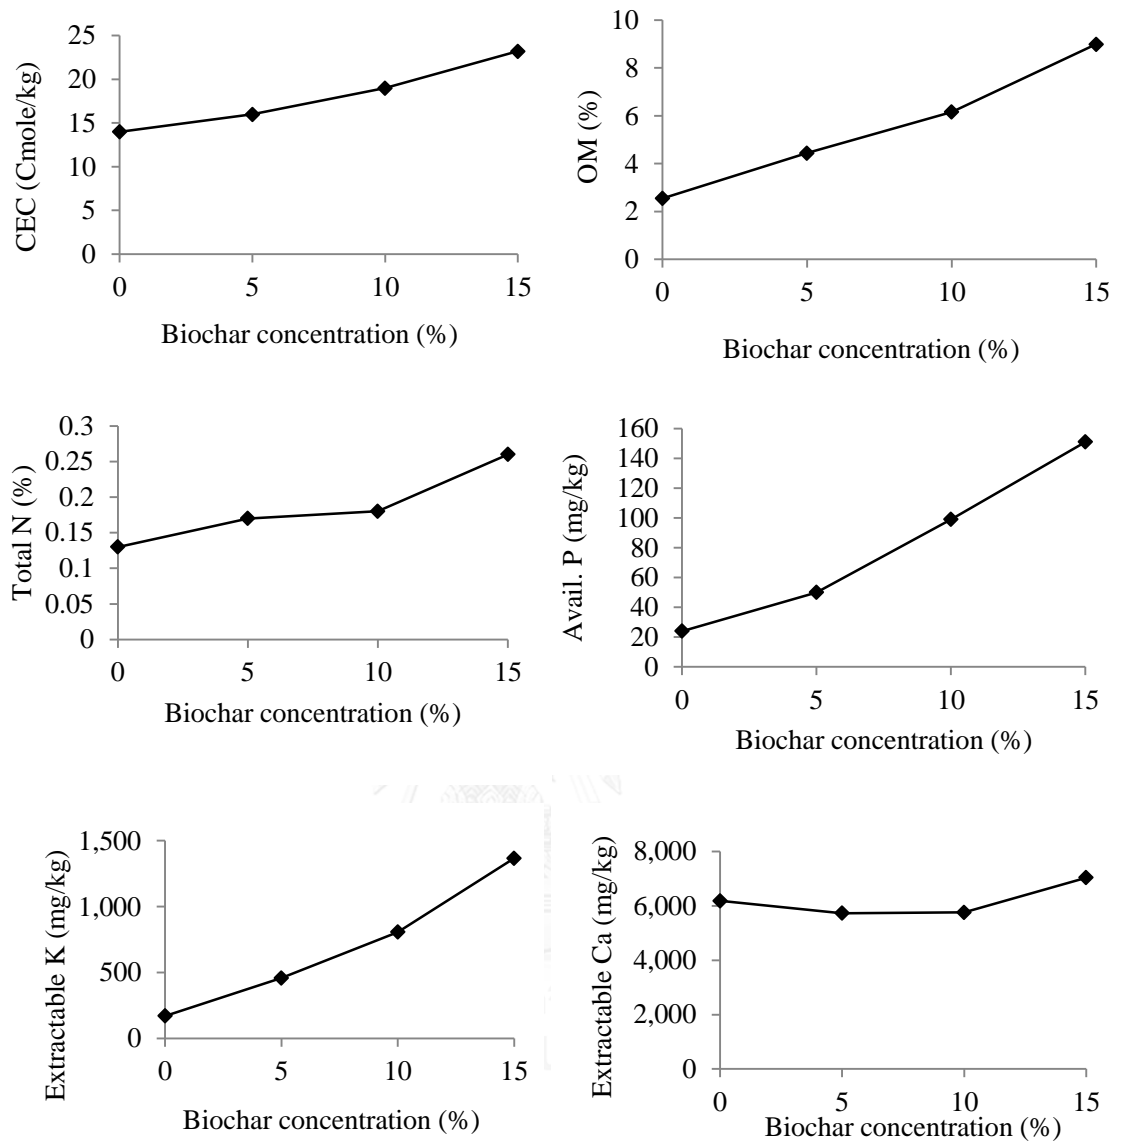 CEC (Cmole/kg)
25
20
15
10
5
0
0 5 10 15
Biochar concentration (%)
OM (%)
10
8
6
4
2
0
0 5 10 15
Biochar concentration (%)
Total N (%)
0.3
0.25
0.2
0.15
0.1
0.05
0
0 5 10 15
Biochar concentration (%)
Avail. P (mg/kg)
160
140
120
100
80
60
40
20
0
0 5 10 15
Biochar concentration (%)
Extractable K (mg/kg)
1,500
1,000
500
0
0 5 10 15
Biochar concentration (%)
Extractable Ca (mg/kg)
8,000
6,000
4,000
2,000
0
0 5 10 15
Biochar concentration (%)